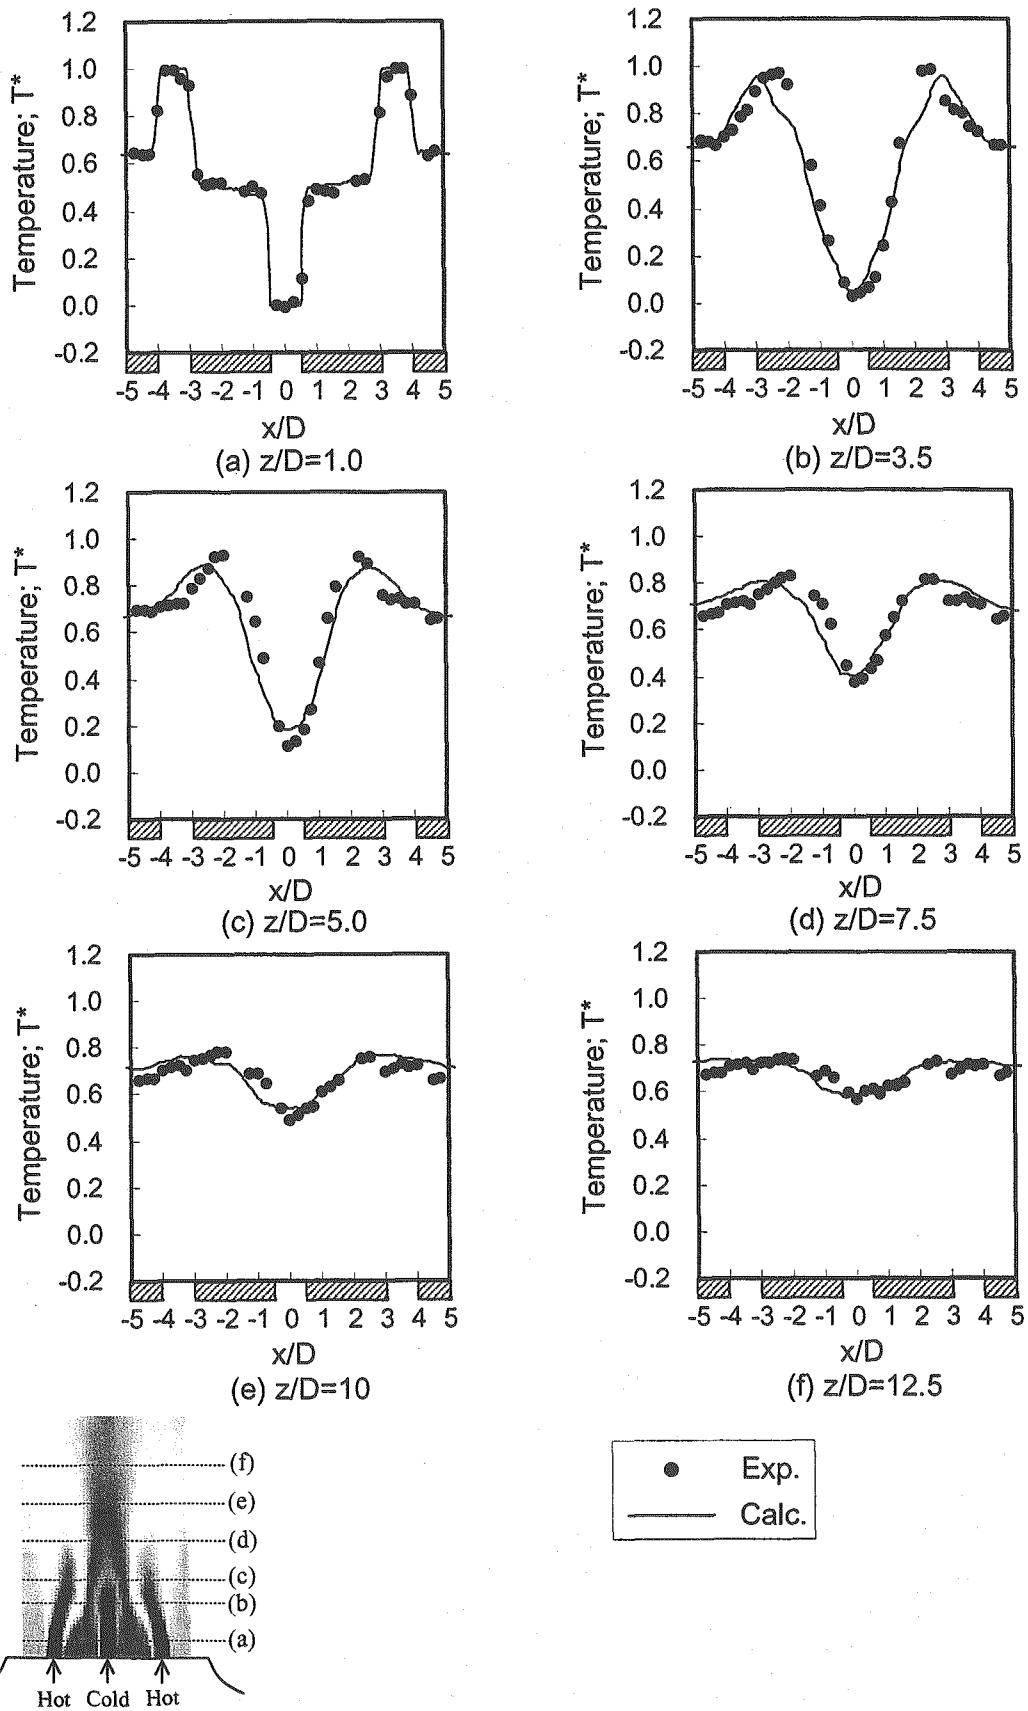 1.2 1.2
1.0 1.0
0.8 0.8
0.6 0.6
0.4 0.4
0.2 0.2
0.0 0.0
-0.2 -0.2
Temperature; T* Temperature; T*
-5 -4 -3 -2 -1 0 1 2 3 4 5 -5 -4 -3 -2 -1 0 1 2 3 4 5
x/D x/D
(a) z/D=1.0 (b) z/D=3.5
1.2 1.2
1.0 1.0
0.8 0.8
0.6 0.6
0.4 0.4
0.2 0.2
0.0 0.0
-0.2 -0.2
Temperature; T* Temperature; T*
-5 -4 -3 -2 -1 0 1 2 3 4 5 -5 -4 -3 -2 -1 0 1 2 3 4 5
x/D x/D
(c) z/D=5.0 (d) z/D=7.5
1.2 1.2
1.0 1.0
0.8 0.8
0.6 0.6
0.4 0.4
0.2 0.2
0.0 0.0
-0.2 -0.2
Temperature; T* Temperature; T*
-5 -4 -3 -2 -1 0 1 2 3 4 5 -5 -4 -3 -2 -1 0 1 2 3 4 5
x/D x/D
(e) z/D=10 (f) z/D=12.5
(f)
(e)
(d)
(c)
(b)
(a)
Hot Cold Hot
Exp.
Calc.